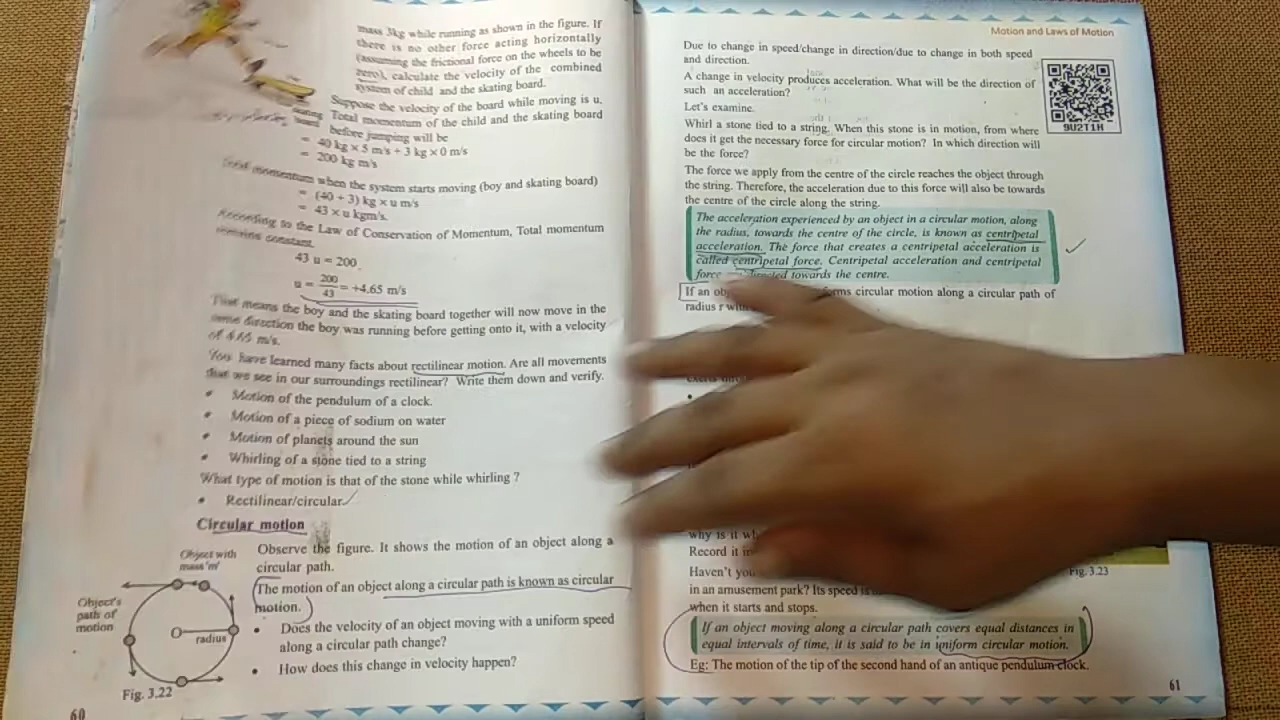 mass 3kg while running as shown in the figure. If
there is no other force acting horizontally
(assuming the frictional force on the wheels to be
zero), calculate the velocity of the combined
system of child and the skating board.
Suppose the velocity of the board while moving is u,
Total momentum of the child and the skating board
before jumping will be
= 40 kg × 5 m/s + 3 kg × 0 m/s
= 200 kg m/s
Total momentum when the system starts moving (boy and skating board)
= (40 + 3) kg × u m/s
= 43 × u kgm/s.
According to the Law of Conservation of Momentum, Total momentum
remains constant.
43 u = 200
u = 200/43 = +4.65 m/s
That means the boy and the skating board together will now move in the
same direction the boy was running before getting onto it, with a velocity
of 4.65 m/s.
You have learned many facts about rectilinear motion. Are all movements
that we see in our surroundings rectilinear? Write them down and verify.
• Motion of the pendulum of a clock.
• Motion of a piece of sodium on water
• Motion of planets around the sun
• Whirling of a stone tied to a string
What type of motion is that of the stone while whirling ?
• Rectilinear/circular
Circular motion
Observe the figure. It shows the motion of an object along a
circular path.
The motion of an object along a circular path is known as circular
motion.
• Does the velocity of an object moving with a uniform speed
along a circular path change?
• How does this change in velocity happen?
Object with
mass 'm'
Object's
path of
motion
O
radius
Fig. 3.22
60
Motion and Laws of Motion
Due to change in speed/change in direction/due to change in both speed
and direction.
A change in velocity produces acceleration. What will be the direction of
such an acceleration?
Let's examine.
Whirl a stone tied to a string. When this stone is in motion, from where
does it get the necessary force for circular motion? In which direction will
be the force?
The force we apply from the centre of the circle reaches the object through
the string. Therefore, the acceleration due to this force will also be towards
the centre of the circle along the string.
9U2T1H
The acceleration experienced by an object in a circular motion, along
the radius, towards the centre of the circle, is known as centripetal
acceleration. The force that creates a centripetal acceleration is
called centripetal force. Centripetal acceleration and centripetal
force directed towards the centre.
If an circular motion along a circular path of
radius r
why is it
Record it
Fig. 3.23
Haven't
in an amusement park? Its speed
when it starts and stops.
If an object moving along a circular path covers equal distances in
equal intervals of time, it is said to be in uniform circular motion.
Eg: The motion of the tip of the second hand of an antique pendulum clock.
61